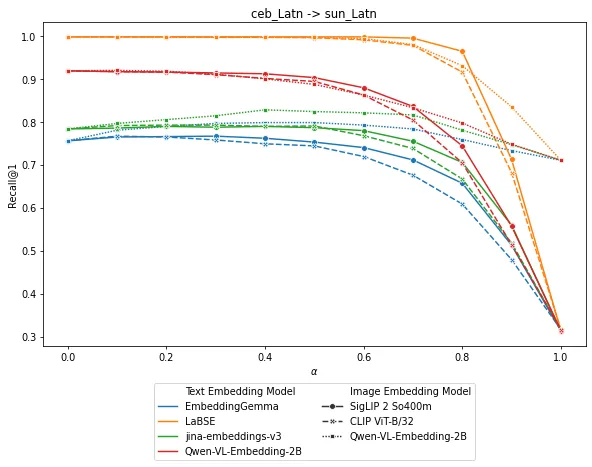 ceb_Latn -> sun_Latn
Recall@1
1.0
0.9
0.8
0.7
0.6
0.5
0.4
0.3
0.0 0.2 0.4 0.6 0.8 1.0
α
Text Embedding Model
EmbeddingGemma
LaBSE
jina-embeddings-v3
Qwen-VL-Embedding-2B
Image Embedding Model
SigLIP 2 So400m
CLIP ViT-B/32
Qwen-VL-Embedding-2B